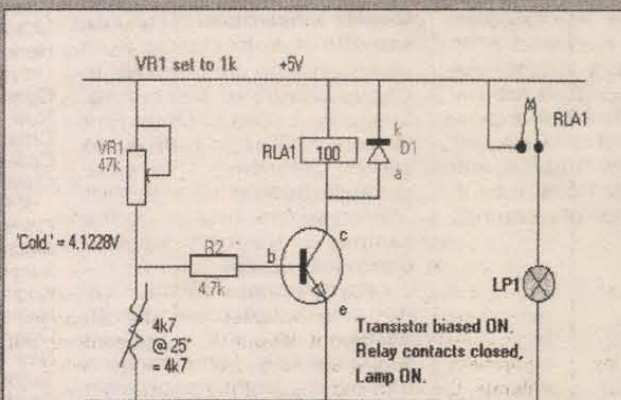 VR1 set to 1k
+5V
VR1
47k
RLA1
100
k
D1
a
RLA1
'Cold.' = 4.1228V
R2
4.7k
b
c
e
LP1
4k7
@ 25°
= 4k7
Transistor biased ON.
Relay contacts closed,
Lamp ON.